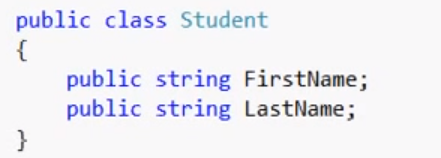 public class Student
{
    public string FirstName;
    public string LastName;
}